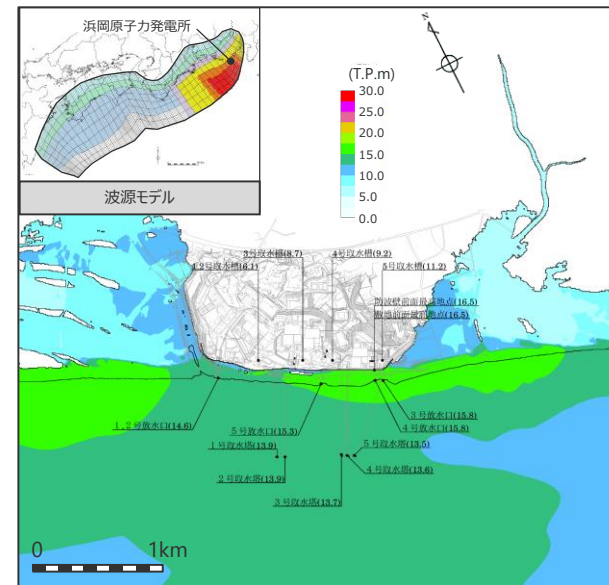 浜岡原子力発電所
波源モデル
N
(T.P.m)
30.0
25.0
20.0
15.0
10.0
5.0
0.0
3号取水槽(8.7)
4号取水槽(9.2)
1,2号取水槽(6.1)
5号取水槽(11.2)
防波壁前面最高地点(16.5)
敷地前面最高地点(16.5)
1,2号放水口(14.6)
5号放水口(15.3)
3号放水口(15.8)
4号放水口(15.8)
1号取水塔(13.9)
5号取水塔(13.5)
2号取水塔(13.9)
4号取水塔(13.6)
3号取水塔(13.7)
0 1km